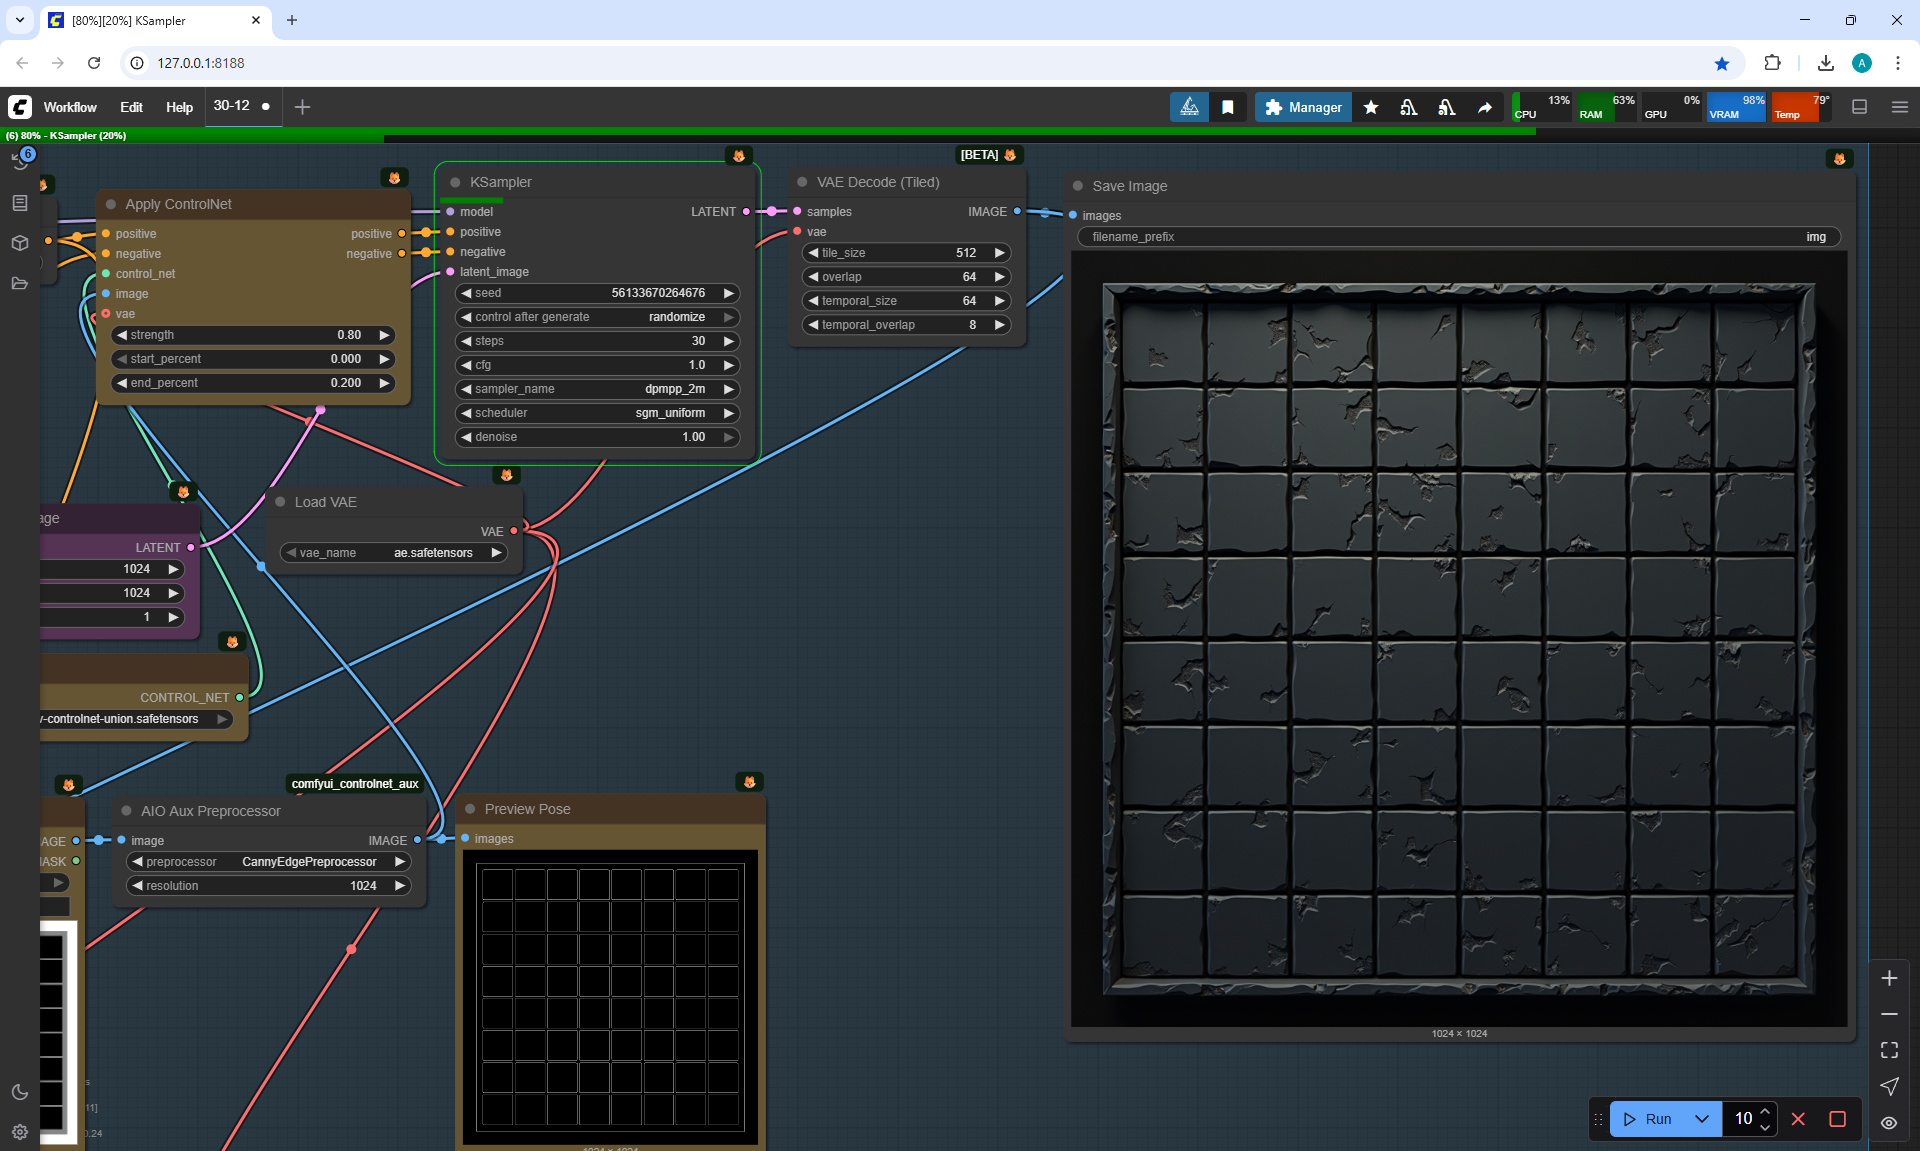 [80%][20%] KSampler
127.0.0.1:8188
A
Workflow
Edit
Help
30-12
Manager
13%
CPU
63%
RAM
0%
GPU
98%
VRAM
79°
Temp
(6) 80% - KSampler (20%)
6
Apply ControlNet
positive positive
negative negative
control_net
image
vae
strength 0.80
start_percent 0.000
end_percent 0.200
KSampler
model LATENT
positive
negative
latent_image
seed 56133670264676
control after generate randomize
steps 30
cfg 1.0
sampler_name dpmpp_2m
scheduler sgm_uniform
denoise 1.00
[BETA]
VAE Decode (Tiled)
samples IMAGE
vae
tile_size 512
overlap 64
temporal_size 64
temporal_overlap 8
Save Image
images
filename_prefix img
1024 × 1024
Load VAE
VAE
vae_name ae.safetensors
age
LATENT
1024
1024
1
CONTROL_NET
-controlnet-union.safetensors
comfyui_controlnet_aux
AIO Aux Preprocessor
image IMAGE
preprocessor CannyEdgePreprocessor
resolution 1024
AGE
ASK
Preview Pose
images
s
11]
0.24
Run
10